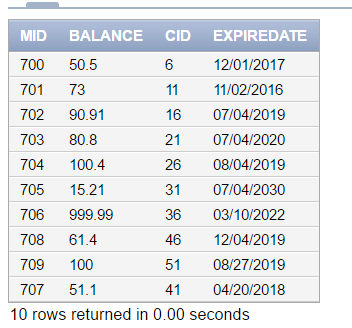 MID BALANCE CID EXPIREDATE
700 50.5 6 12/01/2017
701 73 11 11/02/2016
702 90.91 16 07/04/2019
703 80.8 21 07/04/2020
704 100.4 26 08/04/2019
705 15.21 31 07/04/2030
706 999.99 36 03/10/2022
708 61.4 46 12/04/2019
709 100 51 08/27/2019
707 51.1 41 04/20/2018
10 rows returned in 0.00 seconds